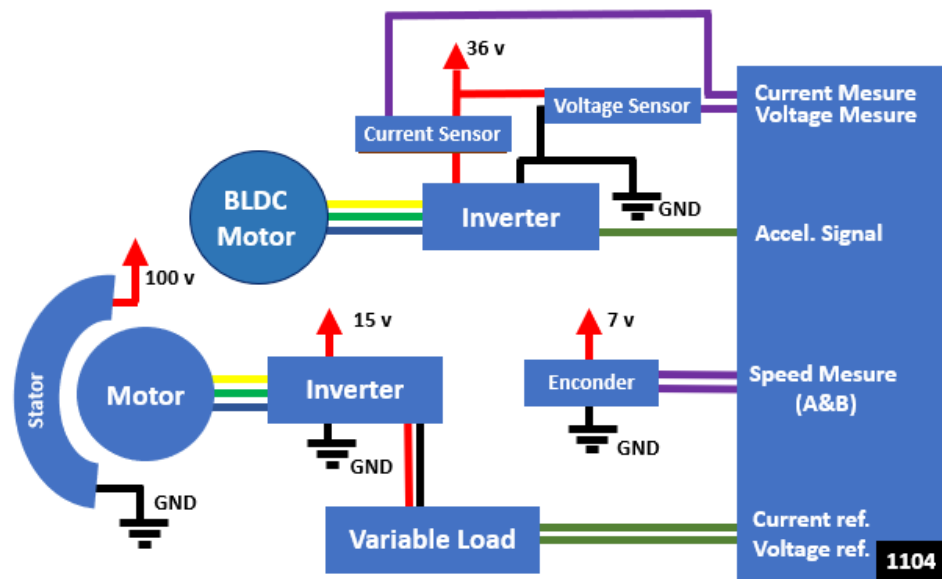 36 v
Current Sensor
Voltage Sensor
Current Mesure
Voltage Mesure
BLDC
Motor
Inverter
GND
Accel. Signal
100 v
Stator
Motor
15 v
Inverter
GND
7 v
Enconder
GND
Speed Mesure
(A&B)
GND
Variable Load
Current ref.
Voltage ref.
1104